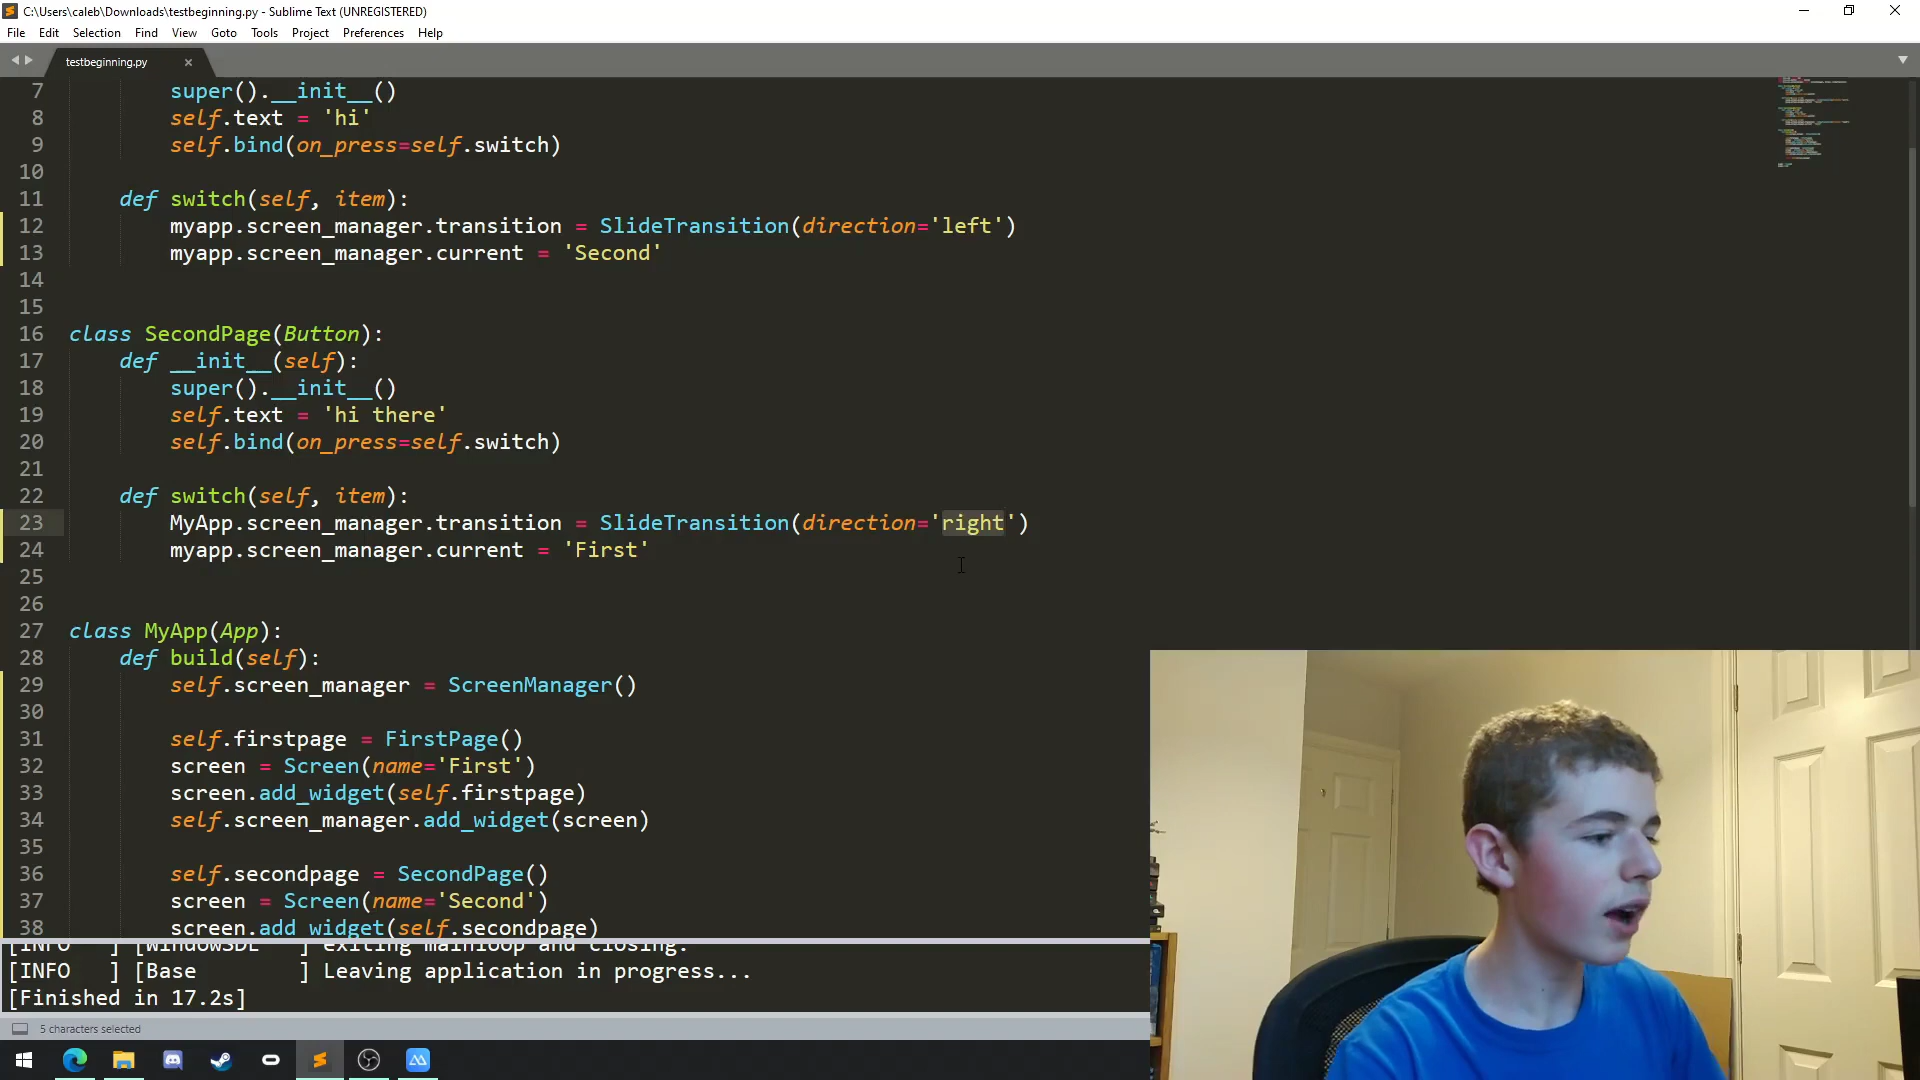 C:\Users\caleb\Downloads\testbeginning.py - Sublime Text (UNREGISTERED)
File Edit Selection Find View Goto Tools Project Preferences Help
testbeginning.py
7 super().__init__()
8 self.text = 'hi'
9 self.bind(on_press=self.switch)
10
11 def switch(self, item):
12 myapp.screen_manager.transition = SlideTransition(direction='left')
13 myapp.screen_manager.current = 'Second'
14
15
16 class SecondPage(Button):
17 def __init__(self):
18 super().__init__()
19 self.text = 'hi there'
20 self.bind(on_press=self.switch)
21
22 def switch(self, item):
23 MyApp.screen_manager.transition = SlideTransition(direction='right')
24 myapp.screen_manager.current = 'First'
25
26
27 class MyApp(App):
28 def build(self):
29 self.screen_manager = ScreenManager()
30
31 self.firstpage = FirstPage()
32 screen = Screen(name='First')
33 screen.add_widget(self.firstpage)
34 self.screen_manager.add_widget(screen)
35
36 self.secondpage = SecondPage()
37 screen = Screen(name='Second')
38 screen.add_widget(self.secondpage)
[INFO ] [WindowSDL ] exiting mainloop and closing.
[INFO ] [Base ] Leaving application in progress...
[Finished in 17.2s]
5 characters selected